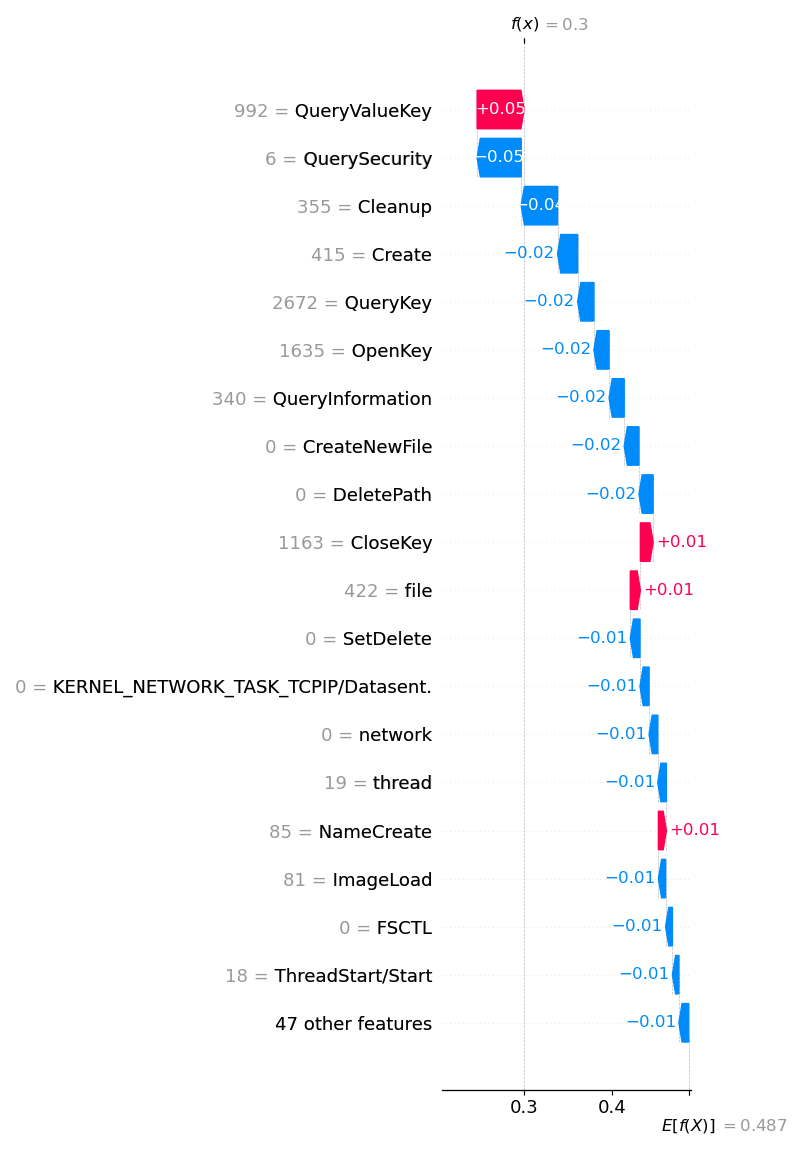 f(x) = 0.3
992 = QueryValueKey +0.05
6 = QuerySecurity −0.05
355 = Cleanup −0.04
415 = Create −0.02
2672 = QueryKey −0.02
1635 = OpenKey −0.02
340 = QueryInformation −0.02
0 = CreateNewFile −0.02
0 = DeletePath −0.02
1163 = CloseKey +0.01
422 = file +0.01
0 = SetDelete −0.01
0 = KERNEL_NETWORK_TASK_TCPIP/Datasent. −0.01
0 = network −0.01
19 = thread −0.01
85 = NameCreate +0.01
81 = ImageLoad −0.01
0 = FSCTL −0.01
18 = ThreadStart/Start −0.01
47 other features −0.01
0.3 0.4
E[f(X)] = 0.487